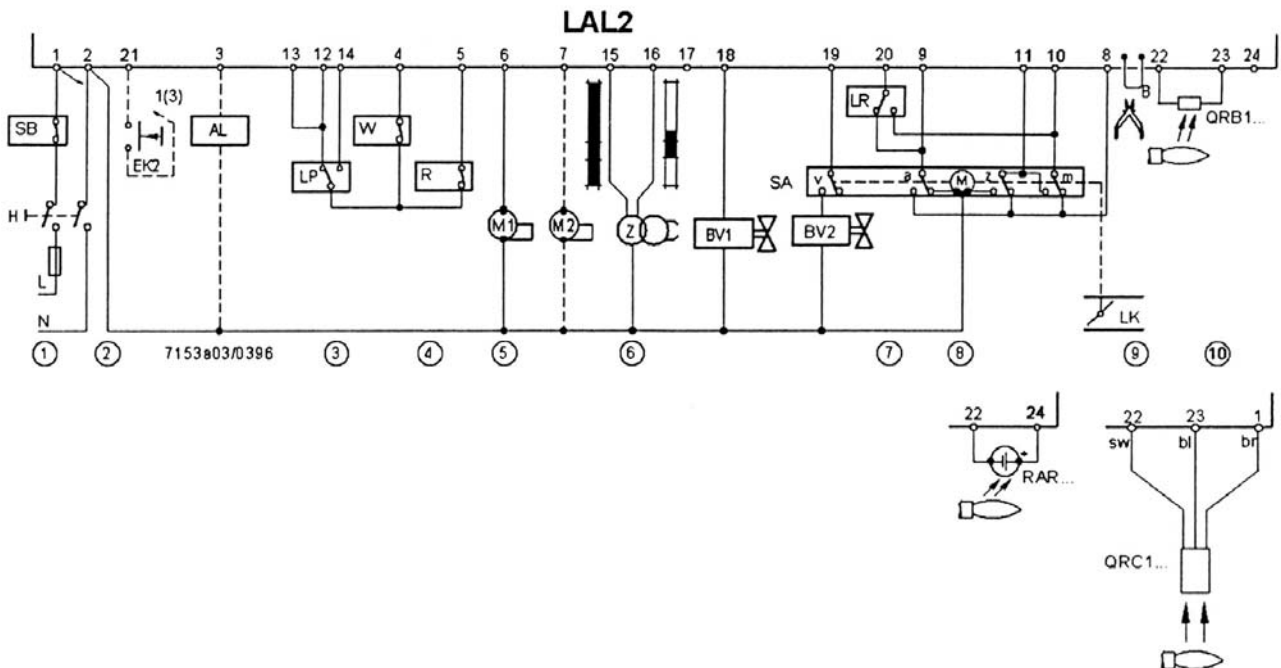 LAL2
1 2 21 3 13 12 14 4 5 6 7 15 16 17 18 19 20 9 11 10 8 22 23 24
1(3)
B
SB
EK2
AL
W
LP
R
LR
QRB1...
SA
v
a
M
z
m
H
M1
M2
Z
BV1
BV2
L
N
LK
1 2 7153a03/0396 3 4 5 6 7 8 9 10
22 24
22 23 1
sw bl br
+
RAR...
QRC1...